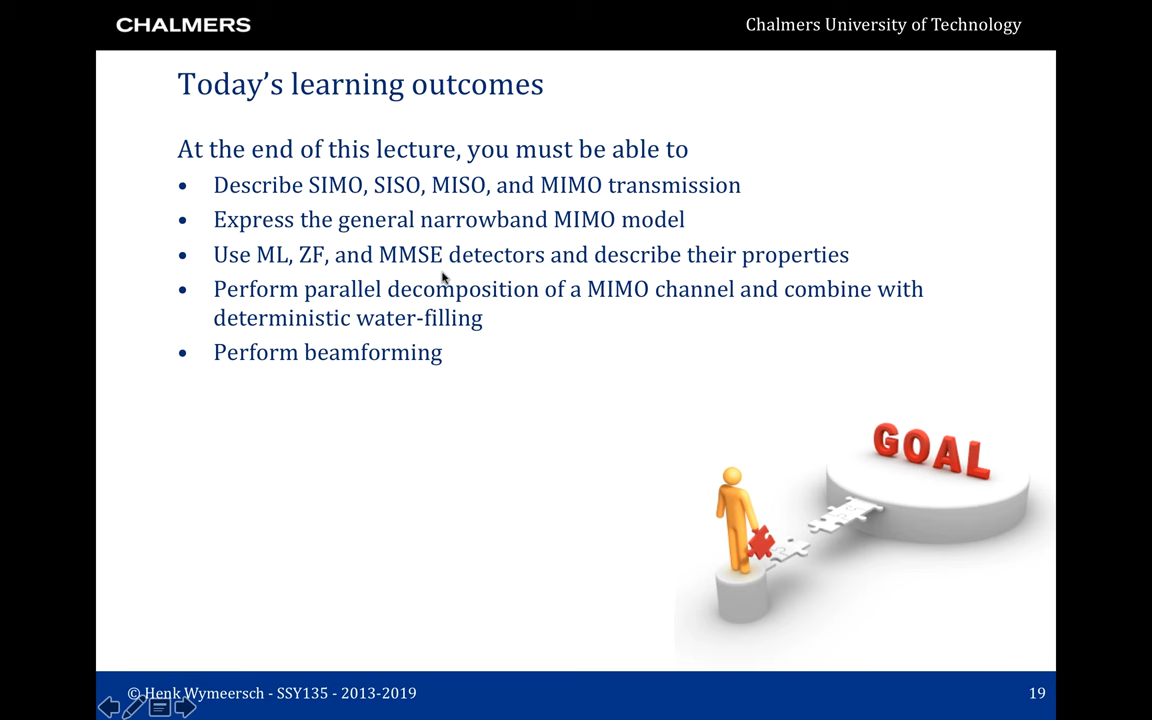 CHALMERS
Chalmers University of Technology
Today's learning outcomes
At the end of this lecture, you must be able to
• Describe SIMO, SISO, MISO, and MIMO transmission
• Express the general narrowband MIMO model
• Use ML, ZF, and MMSE detectors and describe their properties
• Perform parallel decomposition of a MIMO channel and combine with
deterministic water-filling
• Perform beamforming
GOAL
© Henk Wymeersch - SSY135 - 2013-2019
19